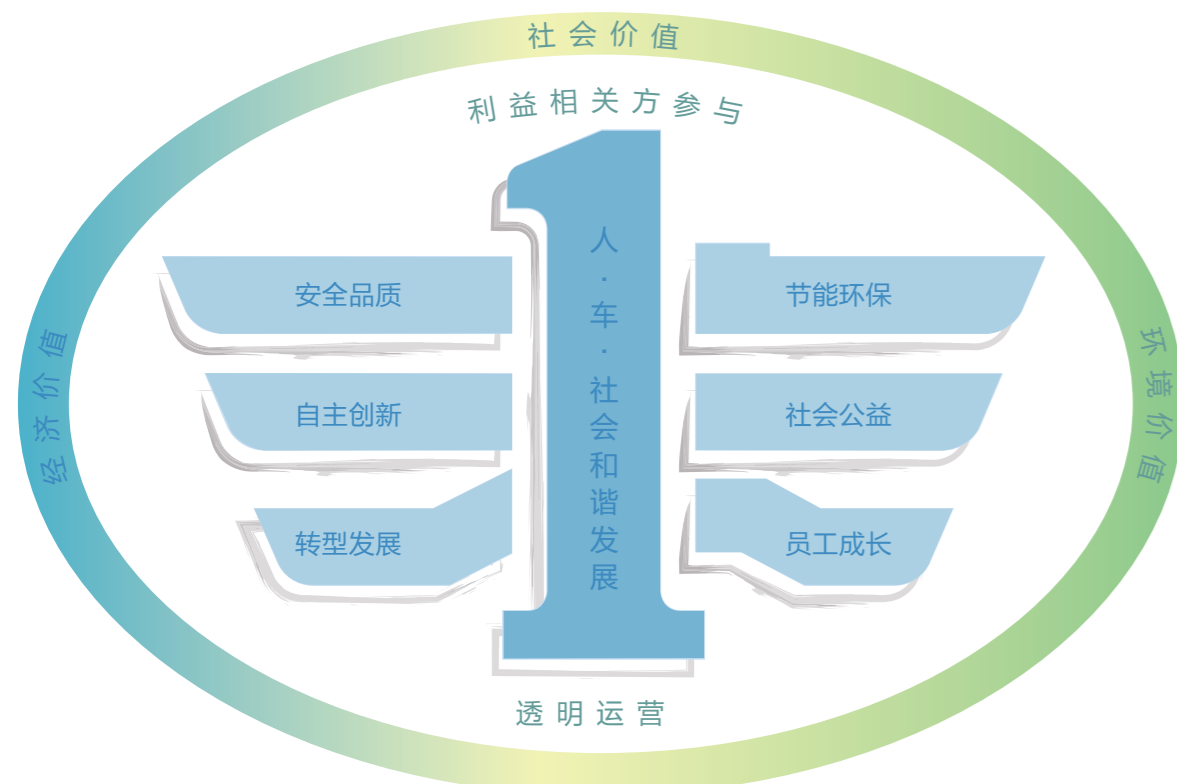 社会价值
利益相关方参与
经济价值
安全品质
自主创新
转型发展
人·车·社会和谐发展
节能环保
社会公益
员工成长
环境价值
透明运营